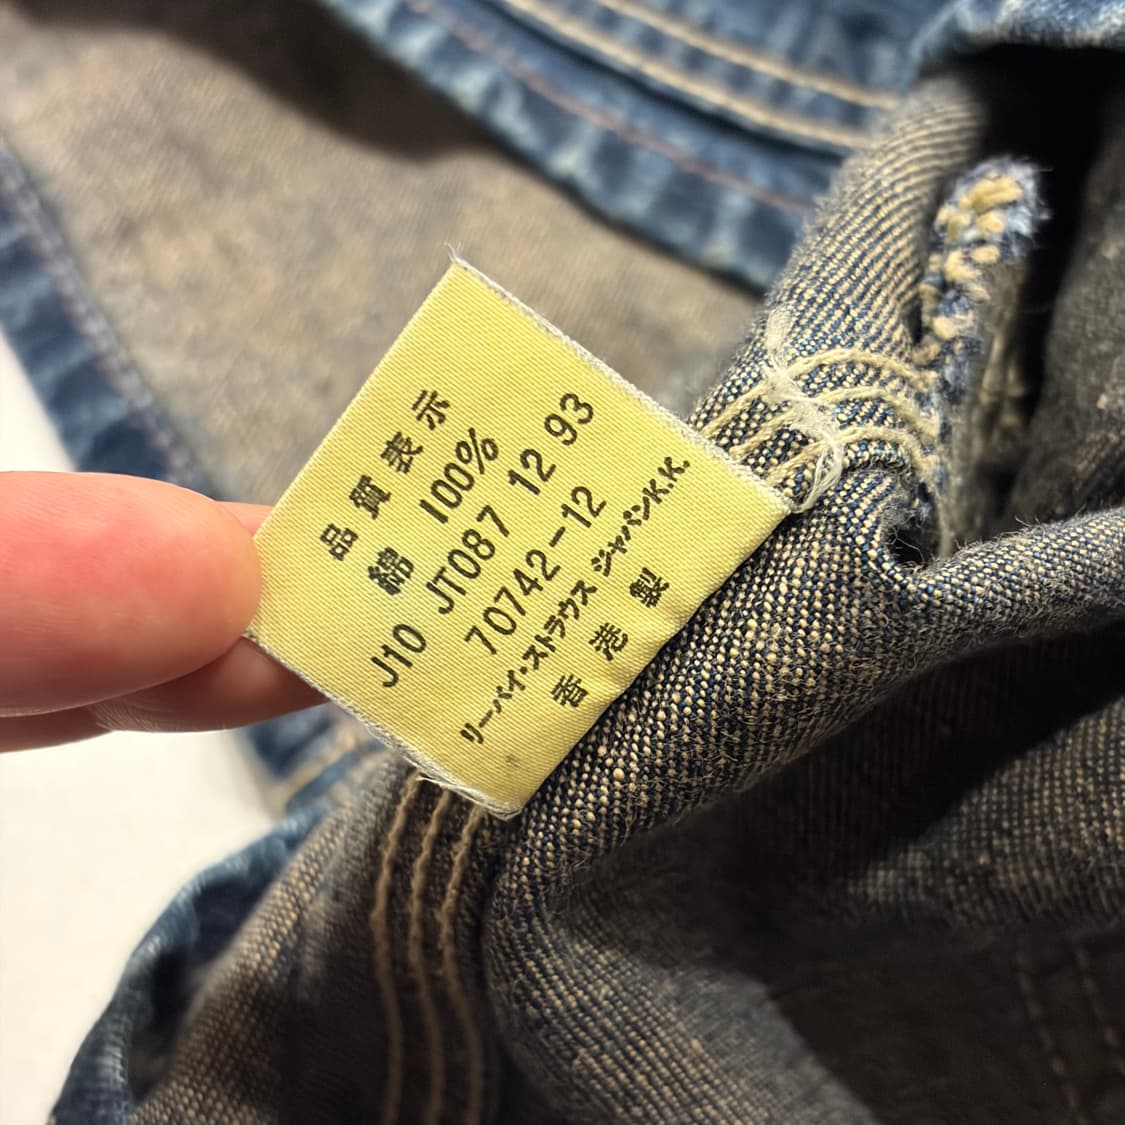 品質表示
綿 100%
J10 JT087 12 93
70742-12
リーバイ・ストラウス ジャパンK.K.
香港製